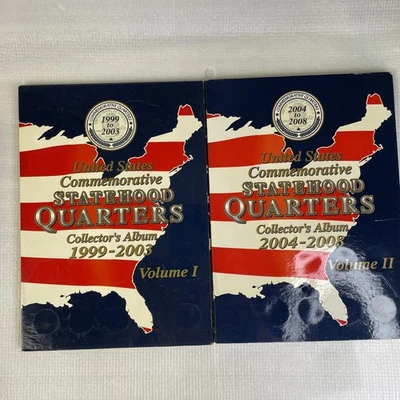 1999
to
2003
United States
Commemorative
STATEHOOD
QUARTERS
Collector's Album
1999-2003
Volume I
2004
to
2008
United States
Commemorative
STATEHOOD
QUARTERS
Collector's Album
2004-2008
Volume II